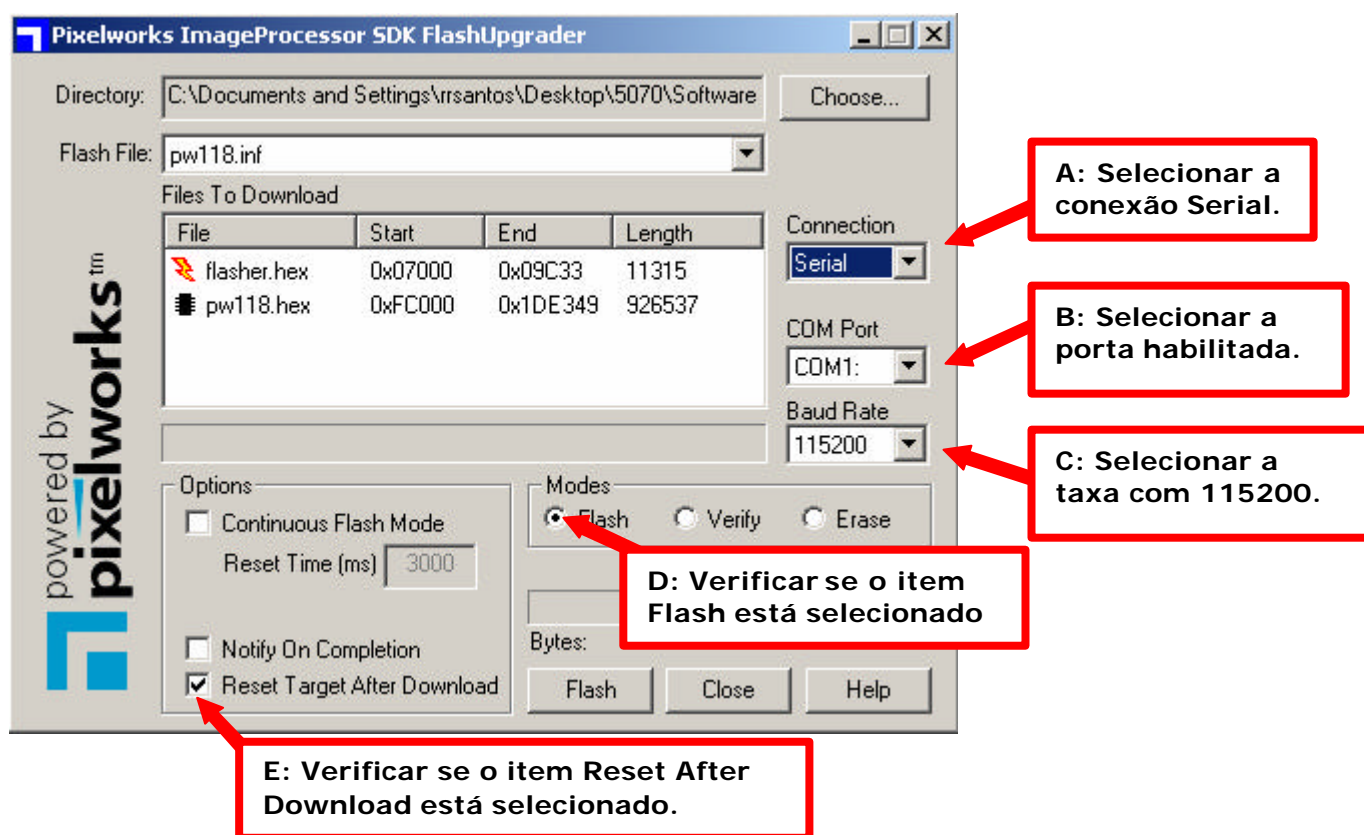 Pixelworks ImageProcessor SDK FlashUpgrader
Directory: C:\Documents and Settings\rrsantos\Desktop\5070\Software Choose...
Flash File: pw118.inf
Files To Download
File Start End Length
flasher.hex 0x07000 0x09C33 11315
pw118.hex 0xFC000 0x1DE349 926537
Connection
Serial
COM Port
COM1:
Baud Rate
115200
A: Selecionar a
conexão Serial.
B: Selecionar a
porta habilitada.
C: Selecionar a
taxa com 115200.
powered by
pixelworks tm
Options
Continuous Flash Mode
Reset Time (ms) 3000
Notify On Completion
Reset Target After Download
Modes
Flash Verify Erase
D: Verificar se o item
Flash está selecionado
Bytes:
Flash Close Help
E: Verificar se o item Reset After
Download está selecionado.